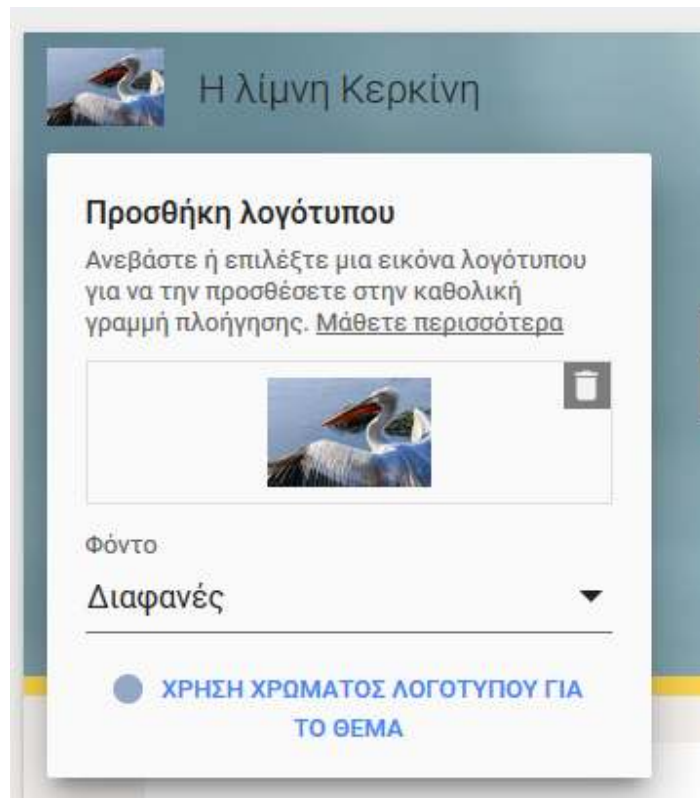 Η λίμνη Κερκίνη
Προσθήκη λογότυπου
Ανεβάστε ή επιλέξτε μια εικόνα λογότυπου
για να την προσθέσετε στην καθολική
γραμμή πλοήγησης. Μάθετε περισσότερα
Φόντο
Διαφανές
ΧΡΗΣΗ ΧΡΩΜΑΤΟΣ ΛΟΓΟΤΥΠΟΥ ΓΙΑ
ΤΟ ΘΕΜΑ